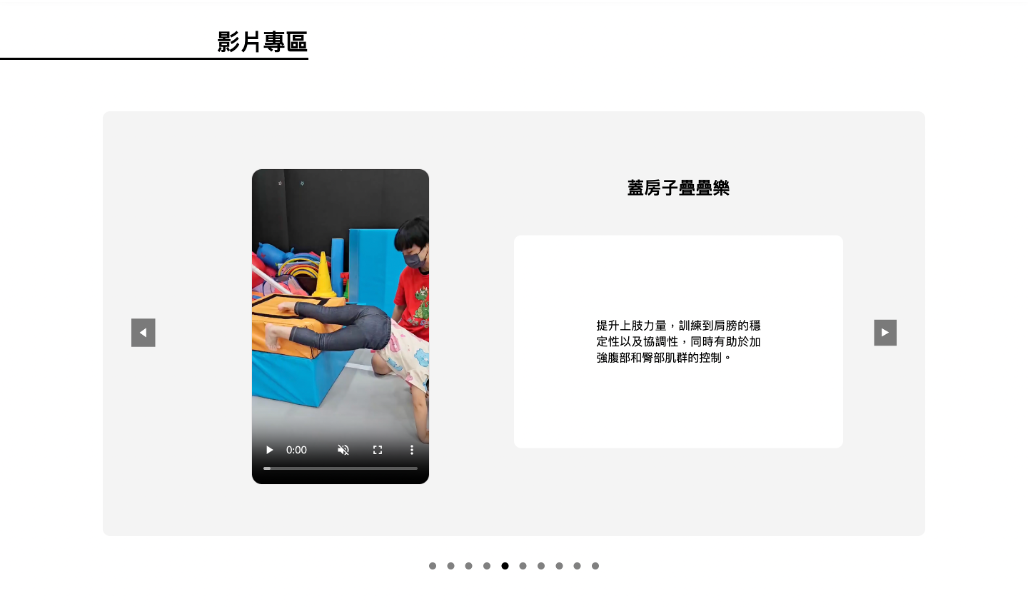 影片專區
蓋房子疊疊樂
提升上肢力量，訓練到肩膀的穩
定性以及協調性，同時有助於加
強腹部和臀部肌群的控制。
0:00